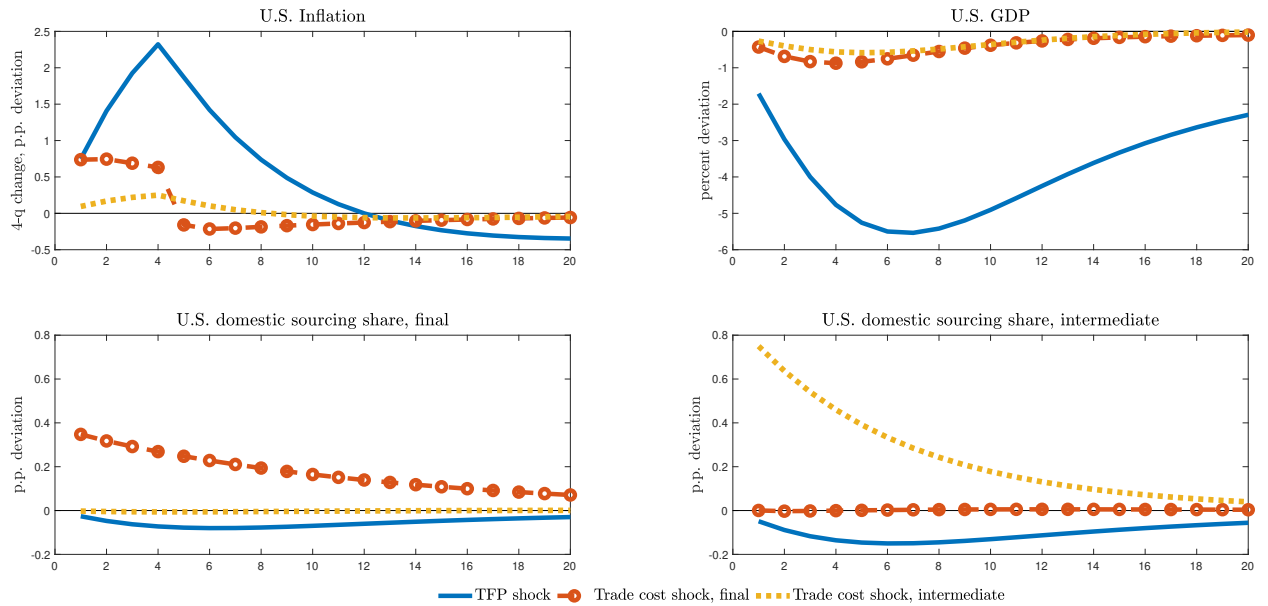 U.S. Inflation
4-q change, p.p. deviation
2.5
2
1.5
1
0.5
0
-0.5
0 2 4 6 8 10 12 14 16 18 20
U.S. GDP
percent deviation
0
-1
-2
-3
-4
-5
-6
0 2 4 6 8 10 12 14 16 18 20
U.S. domestic sourcing share, final
p.p. deviation
0.8
0.6
0.4
0.2
0
-0.2
0 2 4 6 8 10 12 14 16 18 20
U.S. domestic sourcing share, intermediate
p.p. deviation
0.8
0.6
0.4
0.2
0
-0.2
0 2 4 6 8 10 12 14 16 18 20
TFP shock Trade cost shock, final Trade cost shock, intermediate